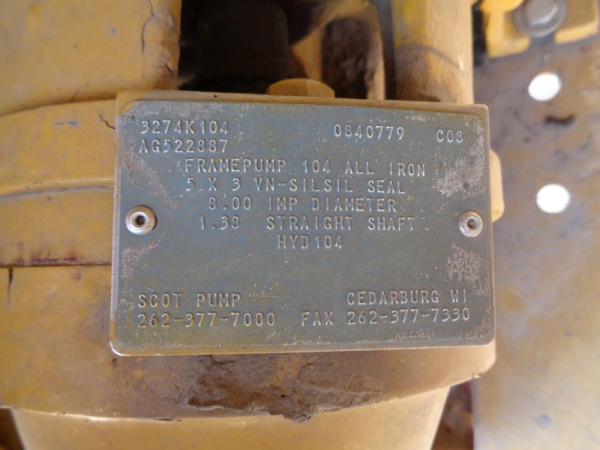 3274K104 0840779 C08
AG522887
FRAMEPUMP 104 ALL IRON
5 X 3 VN-SILSIL SEAL
8.00 IMP DIAMETER
1.38 STRAIGHT SHAFT
HYD104
SCOT PUMP CEDARBURG WI
262-377-7000 FAX 262-377-7330